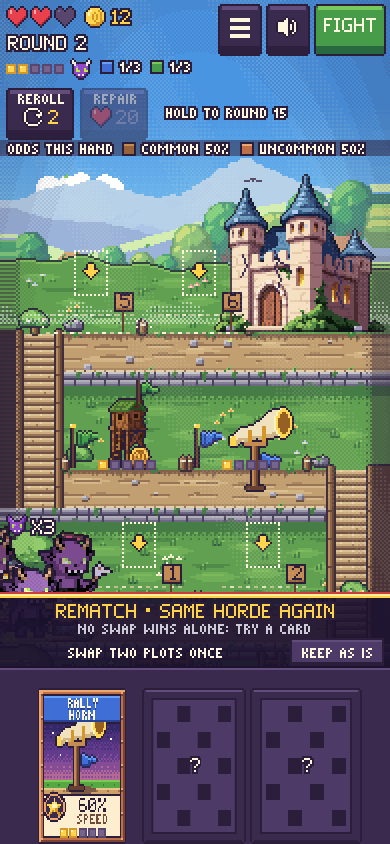 12
FIGHT
ROUND 2
1/3 1/3
REROLL
2
REPAIR
20
HOLD TO ROUND 15
ODDS THIS HAND COMMON 50% UNCOMMON 50%
5 6
X3
1 2
REMATCH • SAME HORDE AGAIN
NO SWAP WINS ALONE: TRY A CARD
SWAP TWO PLOTS ONCE
KEEP AS IS
RALLY
HORN
60%
SPEED
? ?